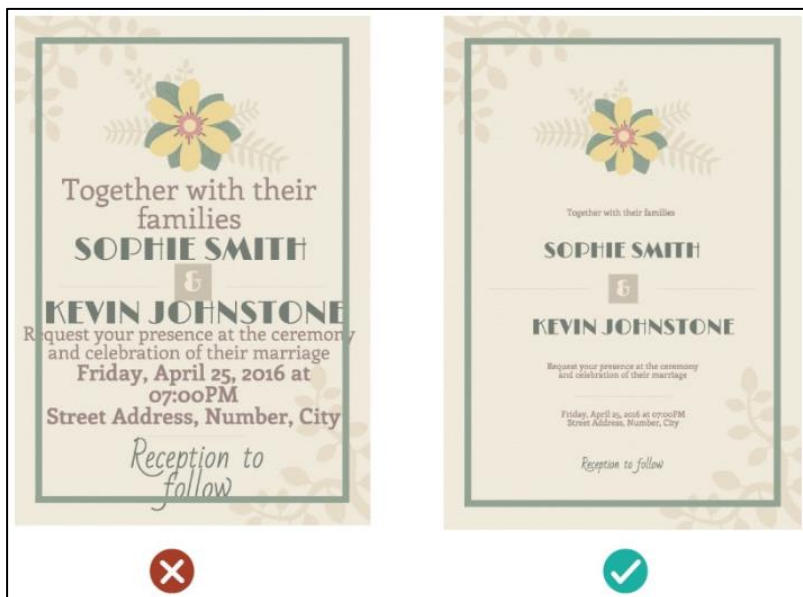 Together with their
families
SOPHIE SMITH
&
KEVIN JOHNSTONE
Request your presence at the ceremony
and celebration of their marriage
Friday, April 25, 2016 at
07:00PM
Street Address, Number, City
Reception to
follow
Together with their families
SOPHIE SMITH
&
KEVIN JOHNSTONE
Request your presence at the ceremony
and celebration of their marriage
Friday, April 25, 2016 at 07:00PM
Street Address, Number, City
Reception to follow